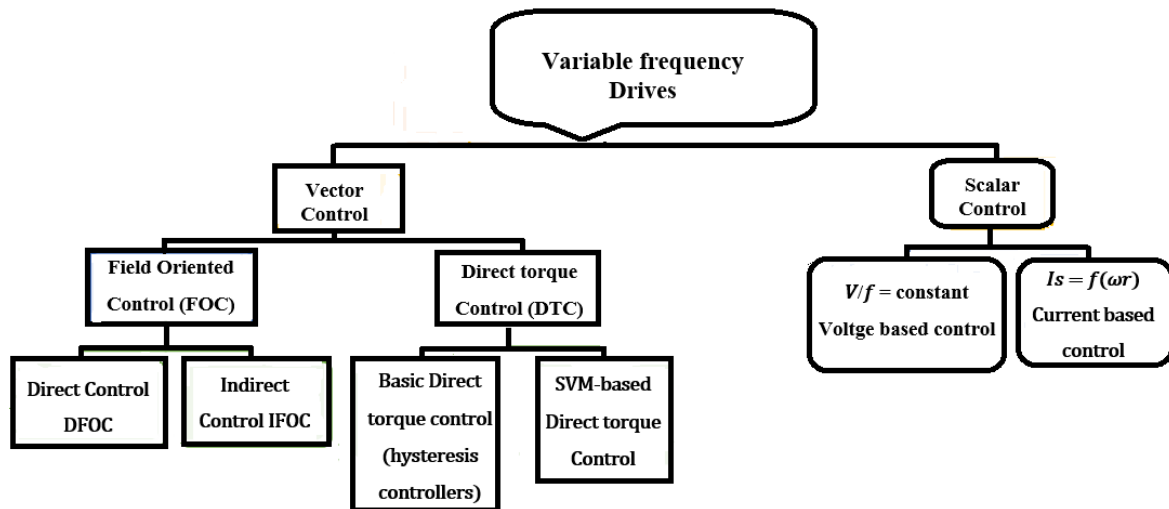 Variable frequency
Drives
Vector
Control
Scalar
Control
Field Oriented
Control (FOC)
Direct torque
Control (DTC)
V/f = constant
Voltge based control
Is = f(ωr)
Current based
control
Direct Control
DFOC
Indirect
Control IFOC
Basic Direct
torque control
(hysteresis
controllers)
SVM-based
Direct torque
Control